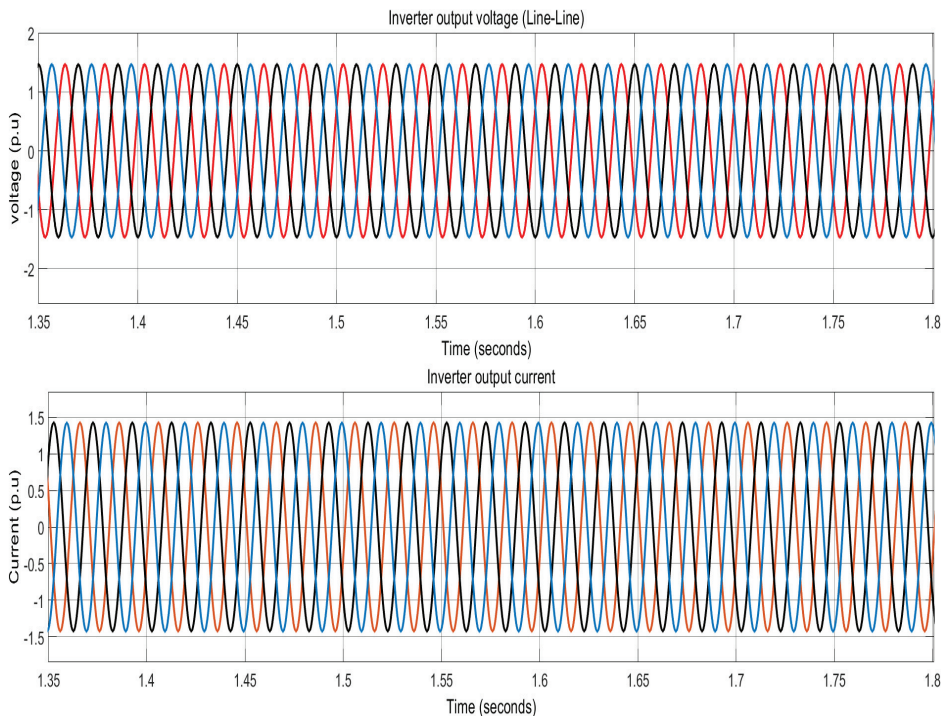 Inverter output voltage (Line-Line)
2
1
0
-1
-2
voltage (p.u)
1.35 1.4 1.45 1.5 1.55 1.6 1.65 1.7 1.75 1.8
Time (seconds)
Inverter output current
1.5
1
0.5
0
-0.5
-1
-1.5
Current (p.u)
1.35 1.4 1.45 1.5 1.55 1.6 1.65 1.7 1.75 1.8
Time (seconds)